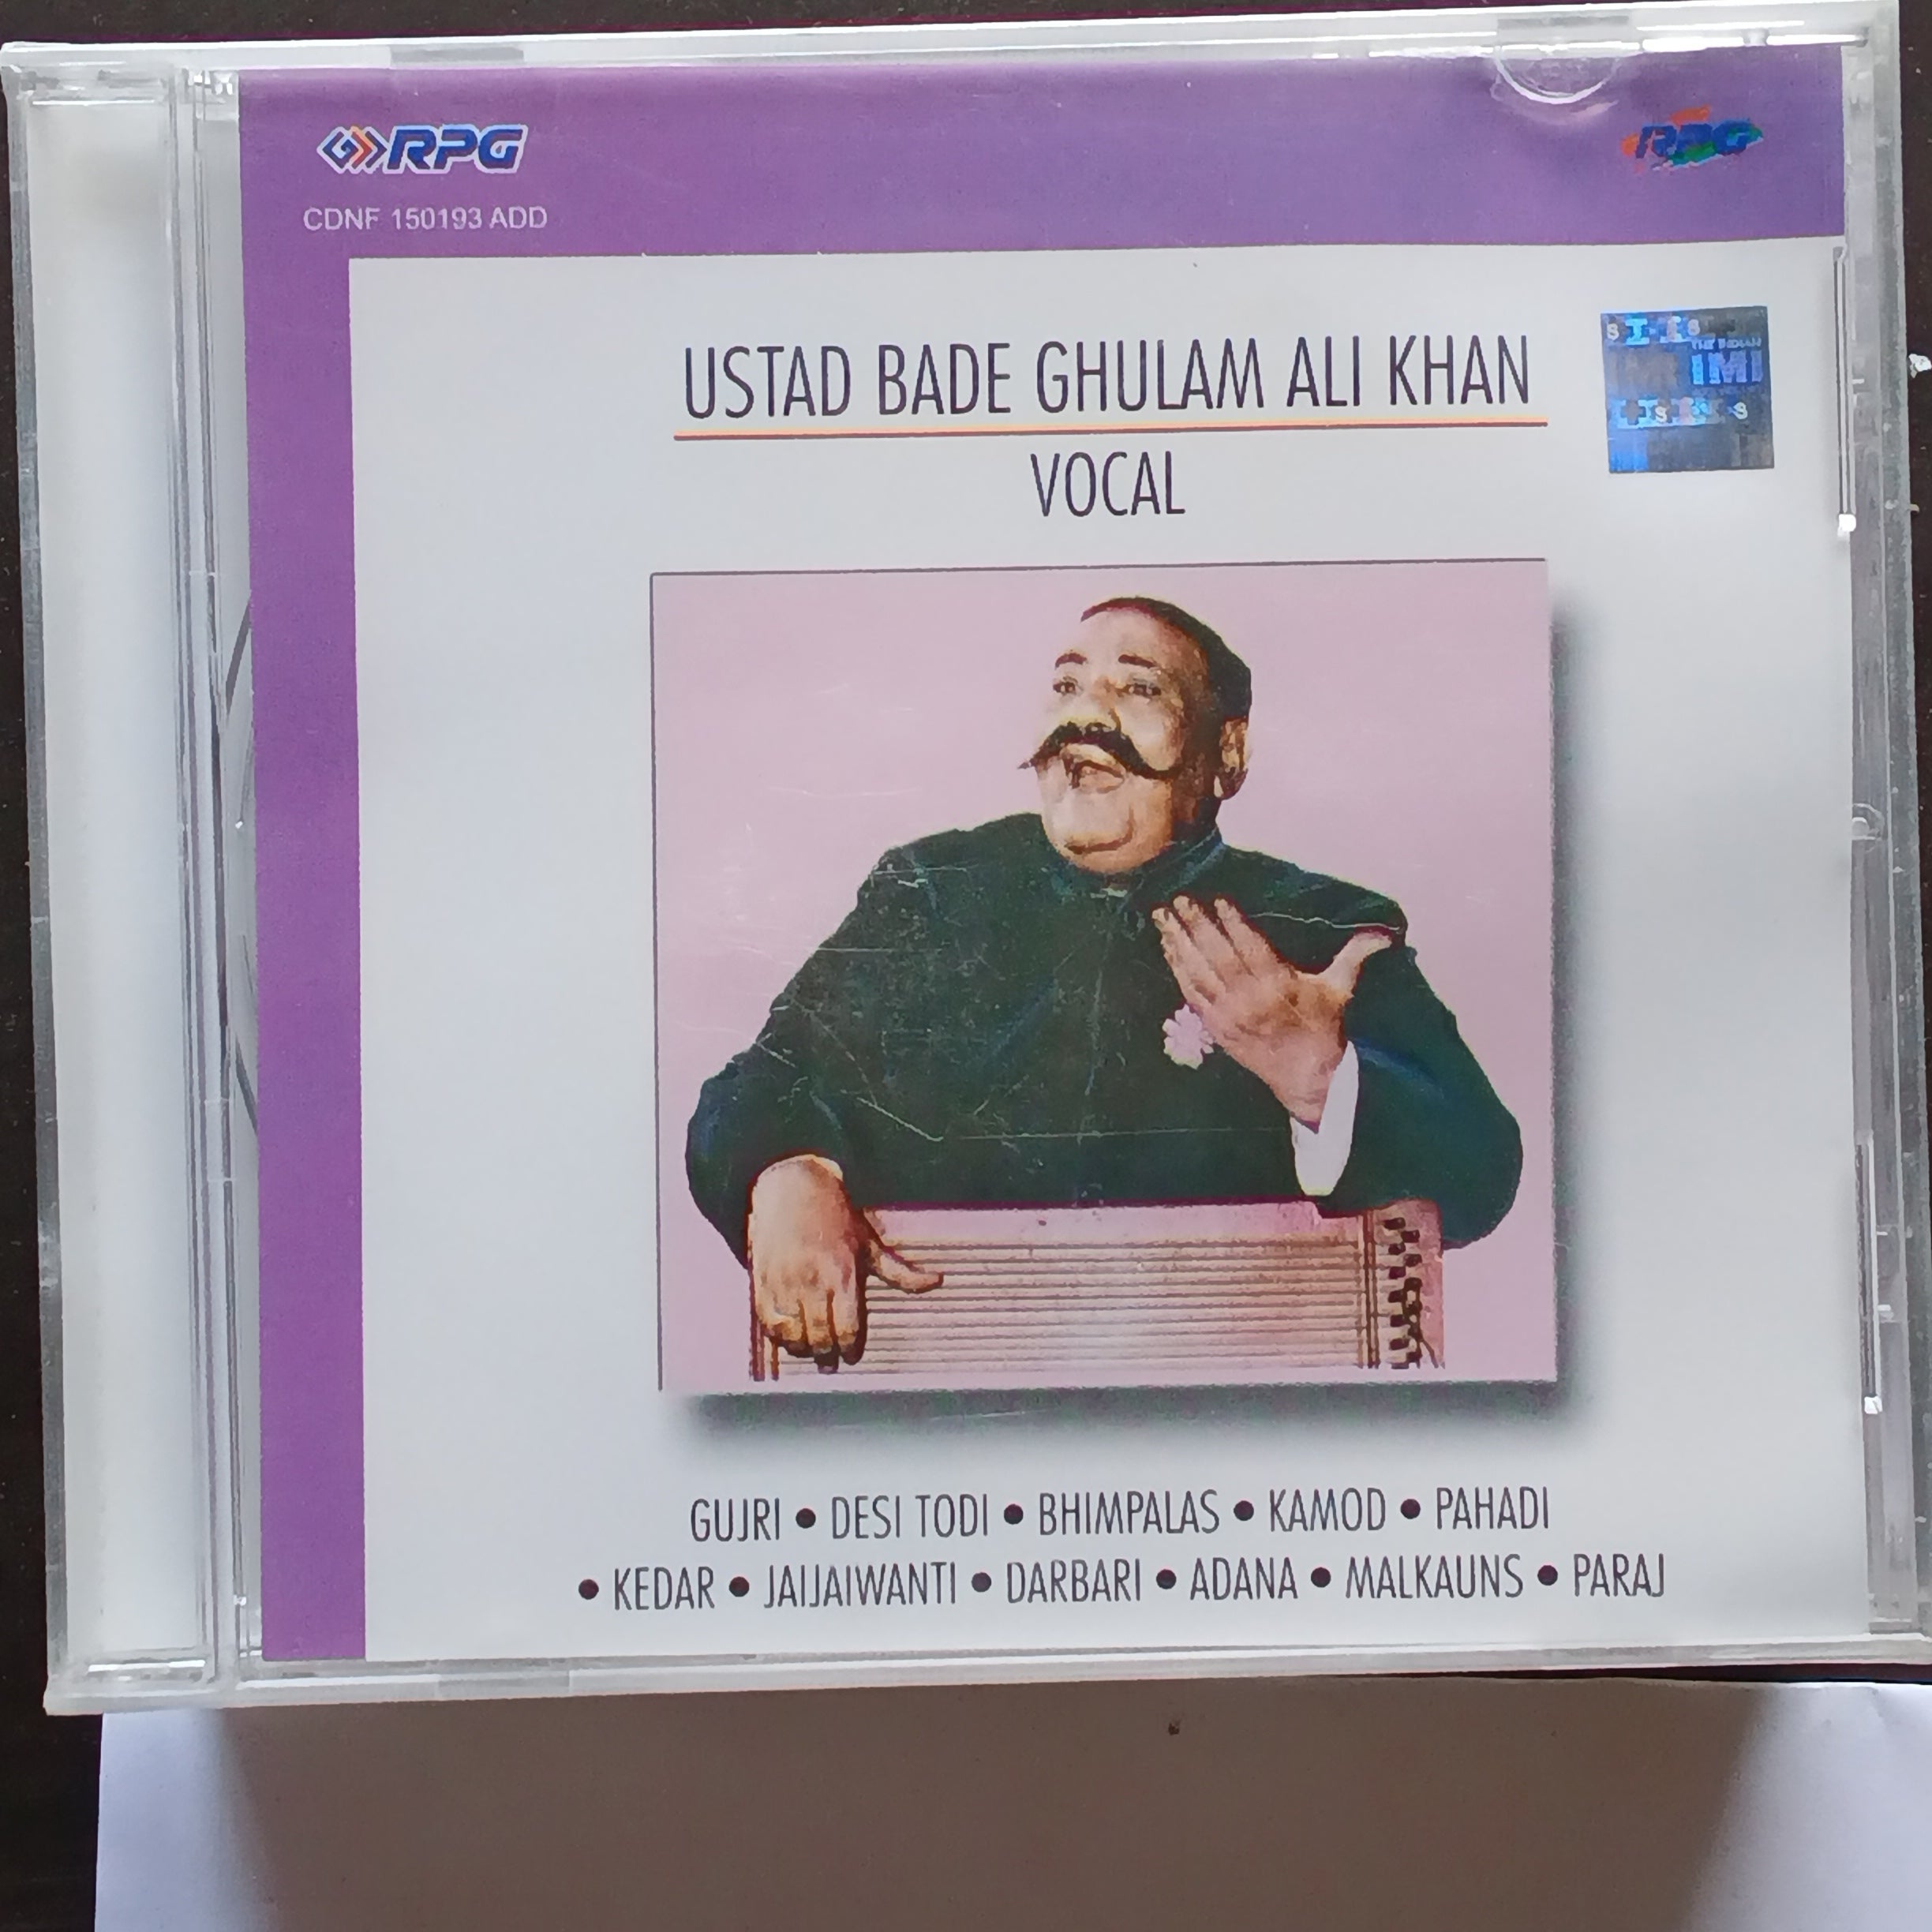 RPG
RPG
CDNF 150193 ADD
USTAD BADE GHULAM ALI KHAN
VOCAL
THE INDIAN
IMI
GUJRI • DESI TODI • BHIMPALAS • KAMOD • PAHADI
• KEDAR • JAIJAIWANTI • DARBARI • ADANA • MALKAUNS • PARAJ